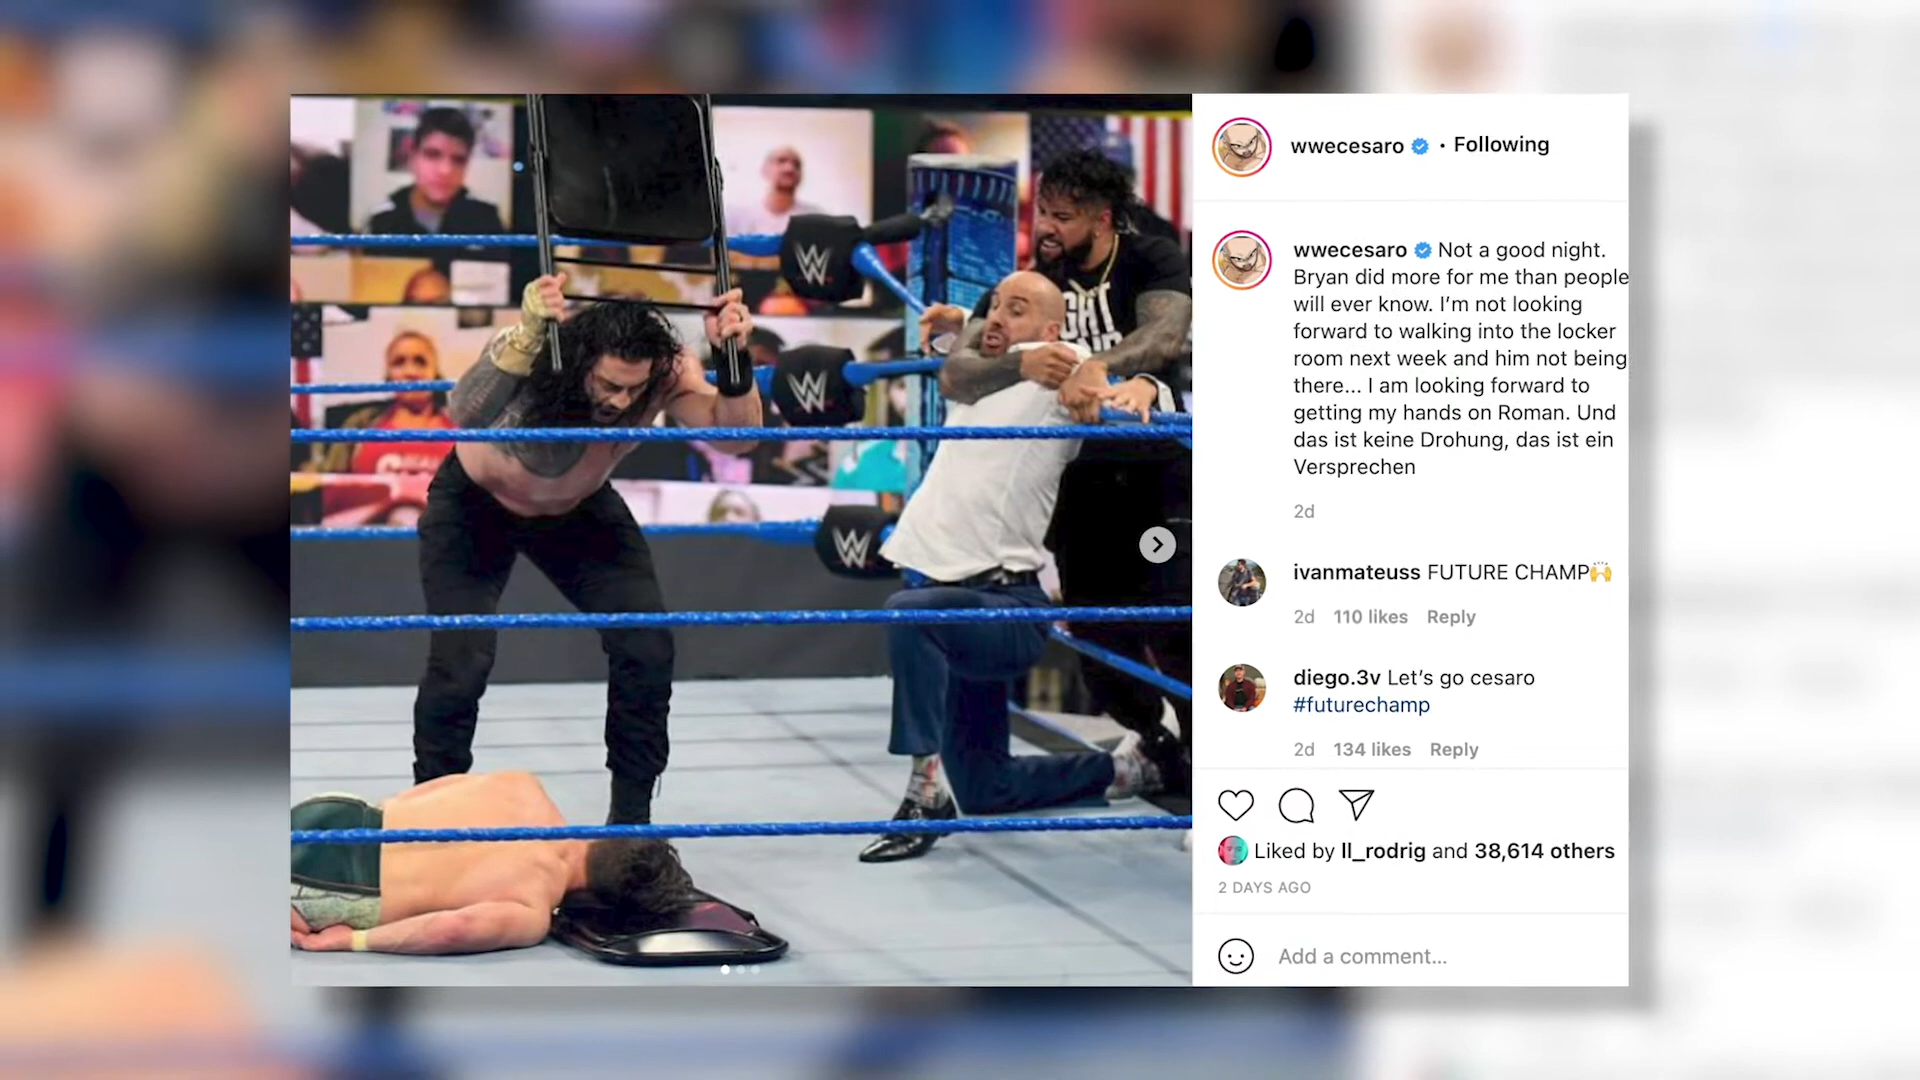 wwecesaro • Following
wwecesaro Not a good night.
Bryan did more for me than people
will ever know. I'm not looking
forward to walking into the locker
room next week and him not being
there... I am looking forward to
getting my hands on Roman. Und
das ist keine Drohung, das ist ein
Versprechen
2d
ivanmateuss FUTURE CHAMP🙌
2d 110 likes Reply
diego.3v Let's go cesaro
#futurechamp
2d 134 likes Reply
Liked by ll_rodrig and 38,614 others
2 DAYS AGO
Add a comment...